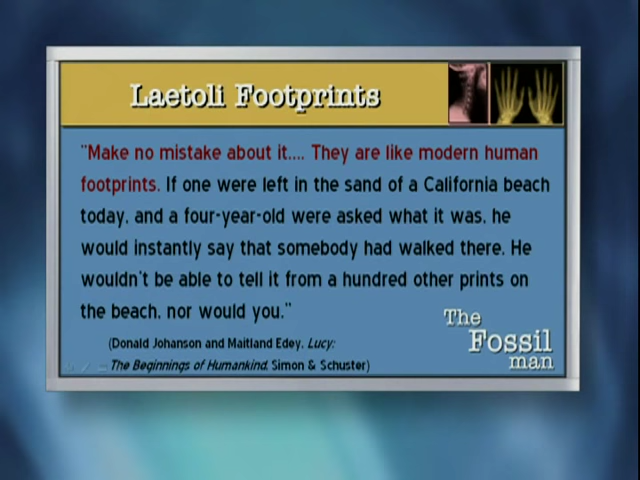 Laetoli Footprints
"Make no mistake about it.... They are like modern human
footprints. If one were left in the sand of a California beach
today, and a four-year-old were asked what it was, he
would instantly say that somebody had walked there. He
wouldn't be able to tell it from a hundred other prints on
the beach, nor would you."
(Donald Johanson and Maitland Edey, Lucy:
The Beginnings of Humankind, Simon & Schuster)
The
Fossil
man